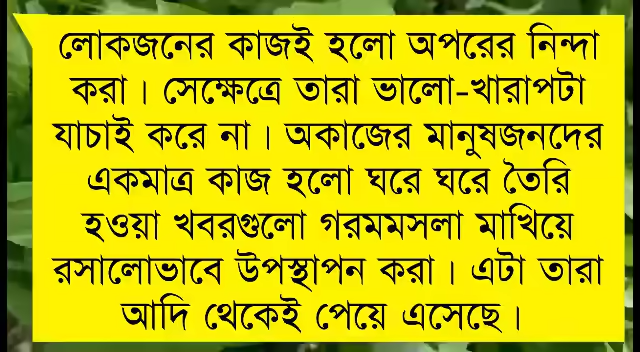 লোকজনের কাজই হলো অপরের নিন্দা
করা। সেক্ষেত্রে তারা ভালো-খারাপটা
যাচাই করে না। অকাজের মানুষজনদের
একমাত্র কাজ হলো ঘরে ঘরে তৈরি
হওয়া খবরগুলো গরমমসলা মাখিয়ে
রসালোভাবে উপস্থাপন করা। এটা তারা
আদি থেকেই পেয়ে এসেছে।